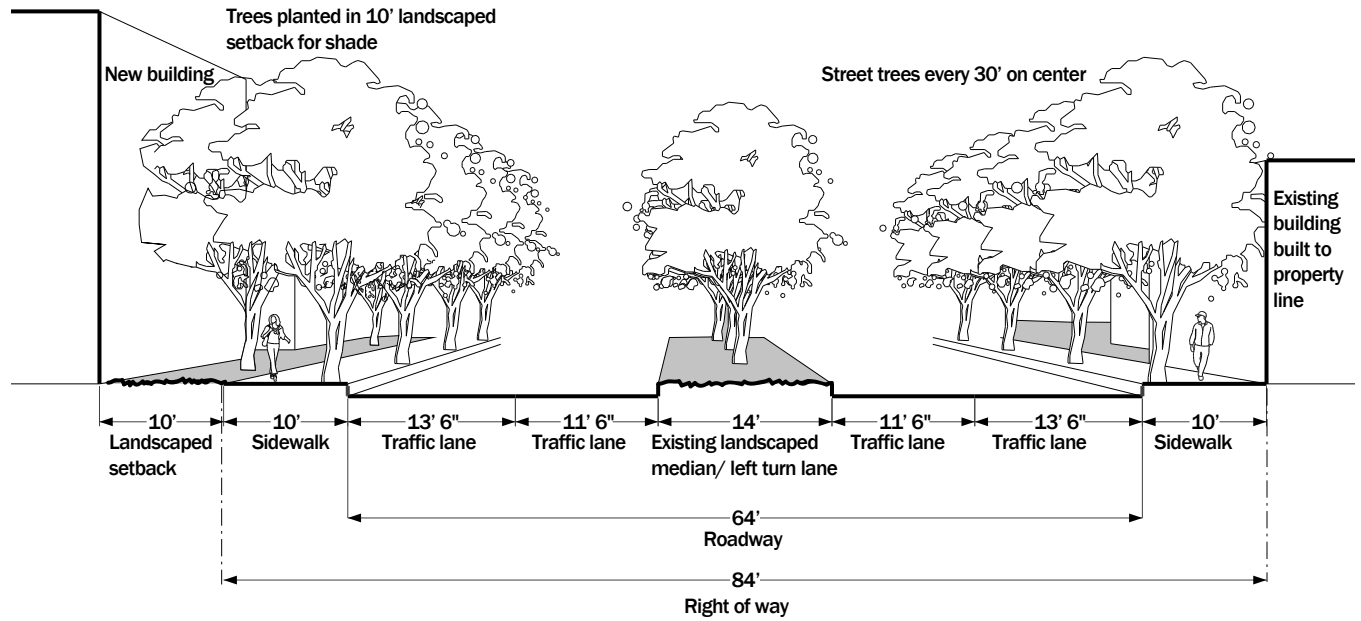 Trees planted in 10’ landscaped
setback for shade
New building
Street trees every 30’ on center
Existing
building
built to
property
line
10’
Landscaped
setback
10’
Sidewalk
13’ 6"
Traffic lane
11’ 6"
Traffic lane
14’
Existing landscaped
median/ left turn lane
11’ 6"
Traffic lane
13’ 6"
Traffic lane
10’
Sidewalk
64’
Roadway
84’
Right of way